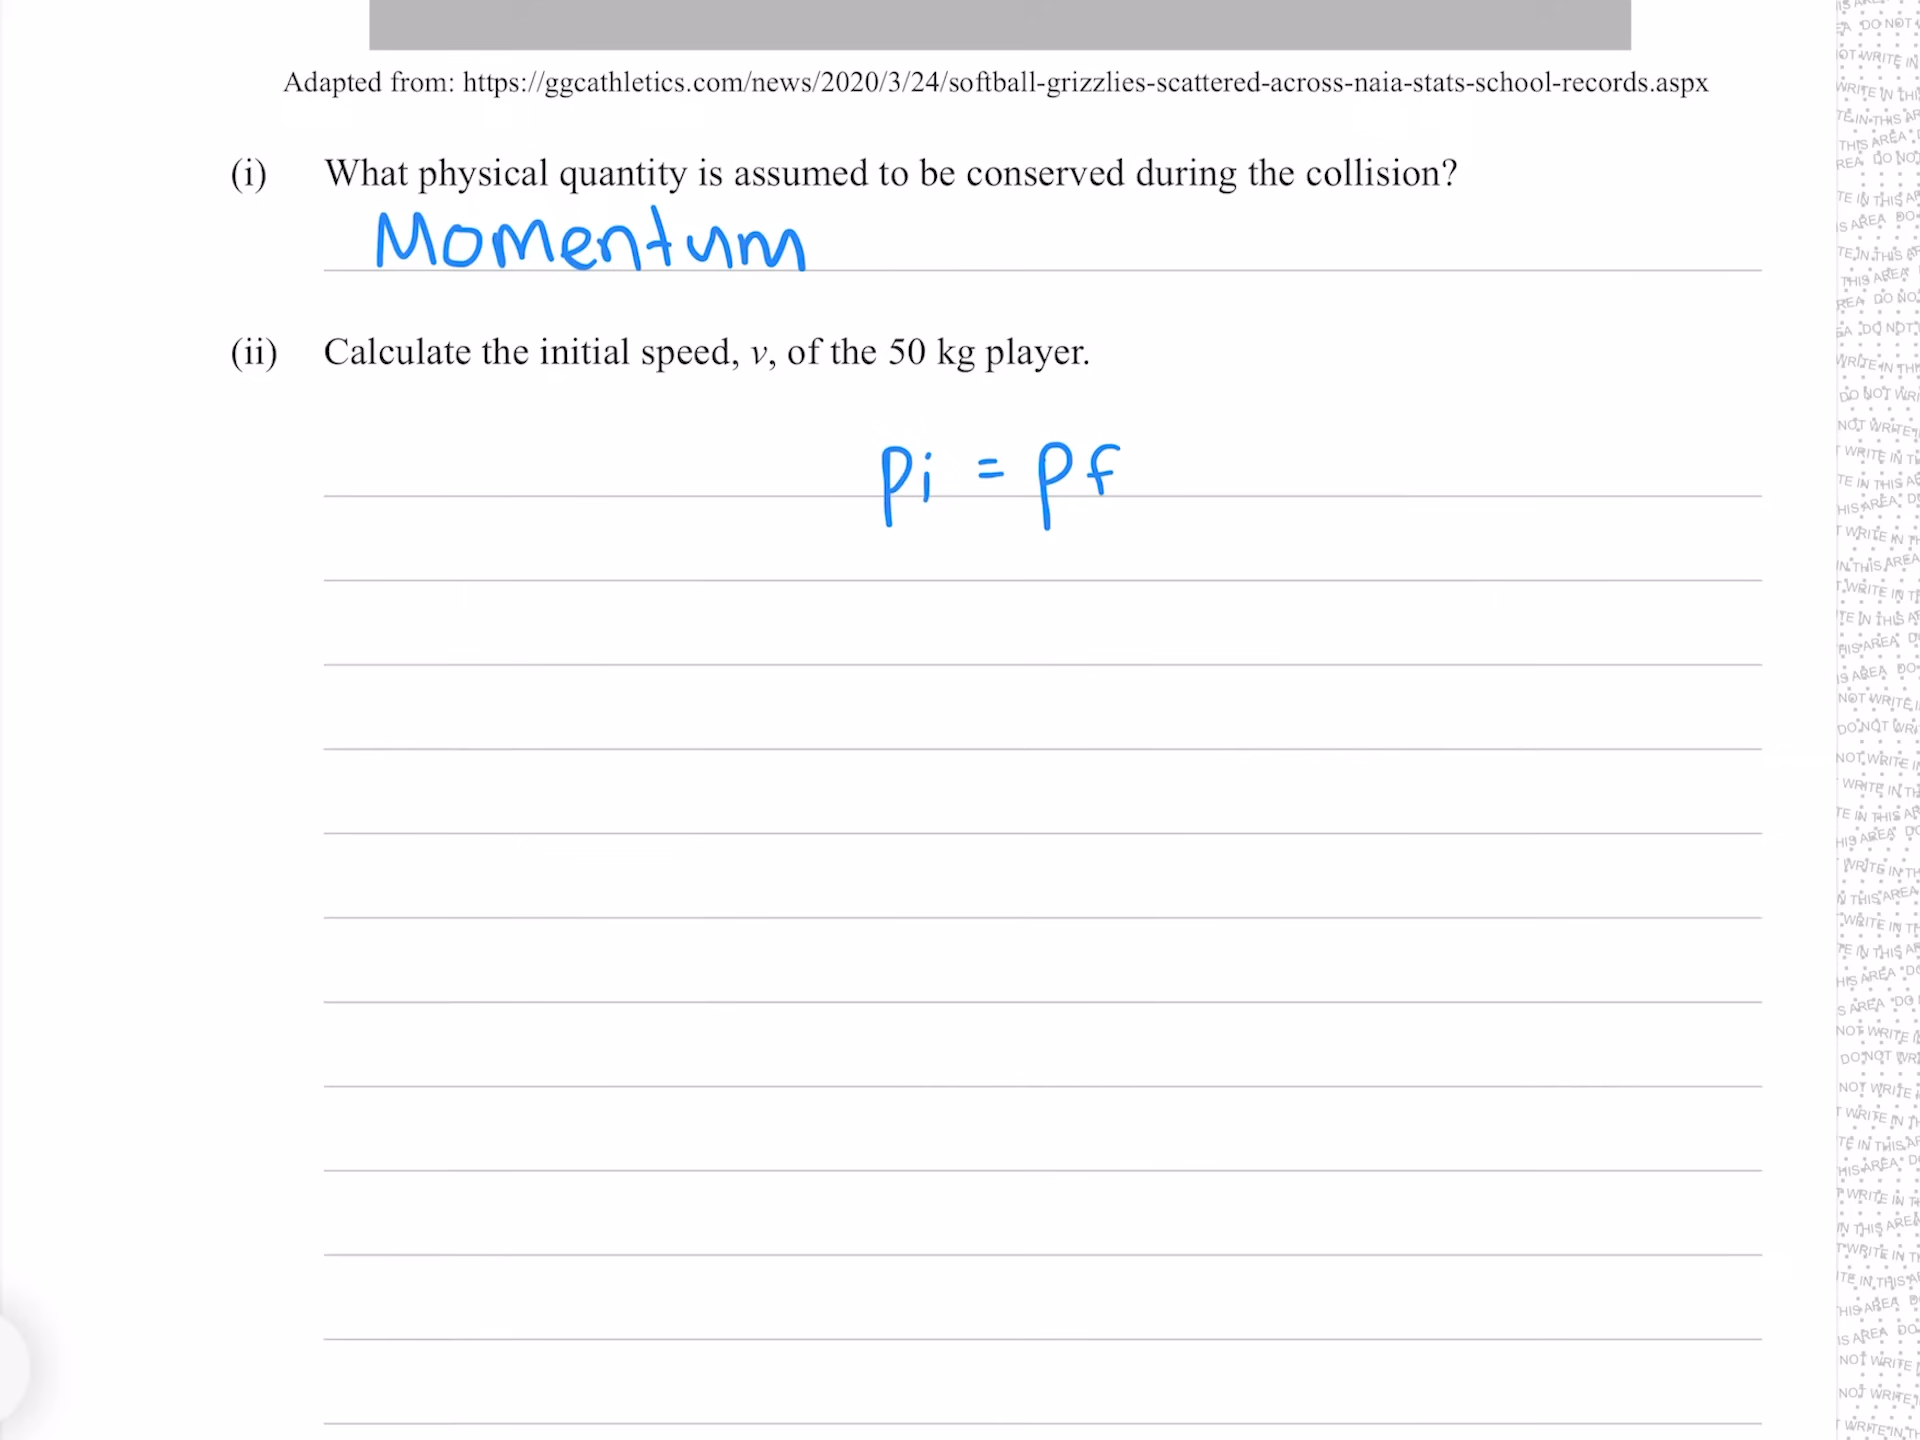 Adapted from: https://ggcathletics.com/news/2020/3/24/softball-grizzlies-scattered-across-naia-stats-school-records.aspx
(i) What physical quantity is assumed to be conserved during the collision?
Momentum
(ii) Calculate the initial speed, v, of the 50 kg player.
pi = pf